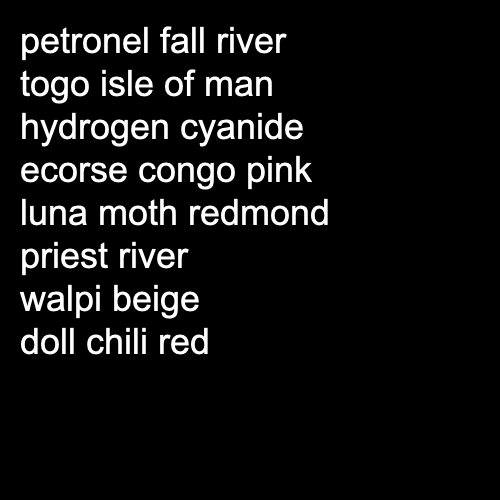 petronel fall river
togo isle of man
hydrogen cyanide
ecorse congo pink
luna moth redmond
priest river
walpi beige
doll chili red